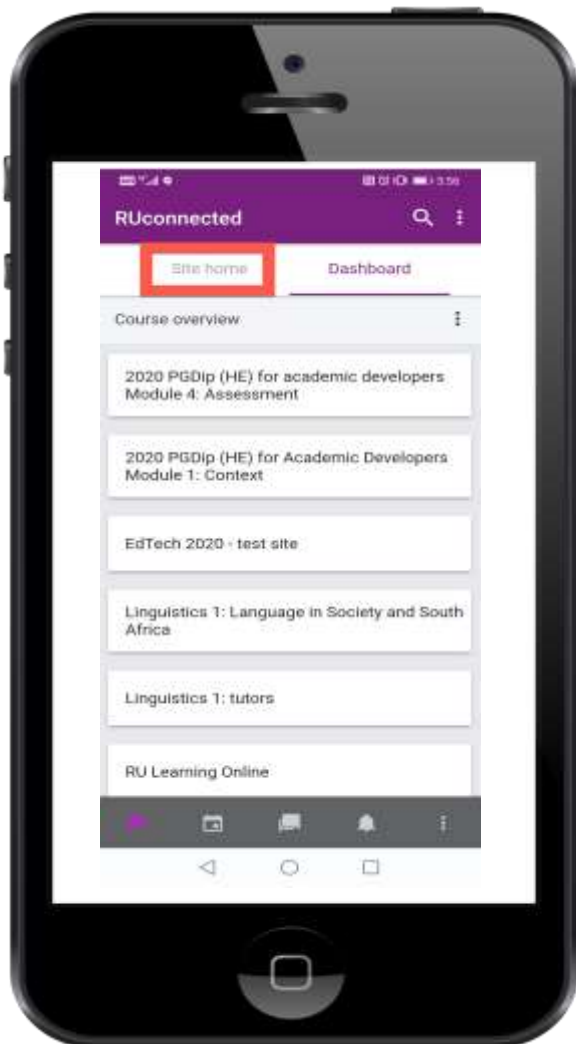 3:56
RUconnected
Site home
Dashboard
Course overview
2020 PGDip (HE) for academic developers
Module 4: Assessment
2020 PGDip (HE) for Academic Developers
Module 1: Context
EdTech 2020 - test site
Linguistics 1: Language in Society and South
Africa
Linguistics 1: tutors
RU Learning Online